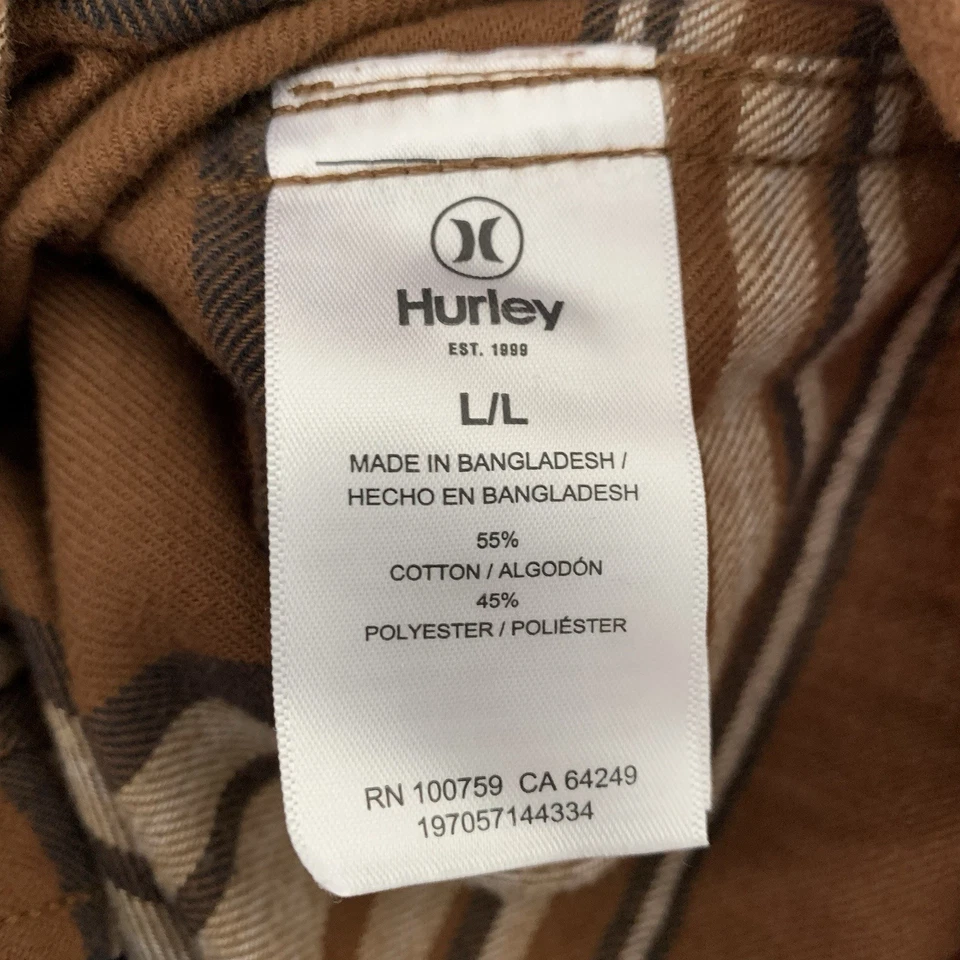 Hurley
EST. 1999
L/L
MADE IN BANGLADESH /
HECHO EN BANGLADESH
55%
COTTON / ALGODÓN
45%
POLYESTER / POLIÉSTER
RN 100759 CA 64249
197057144334